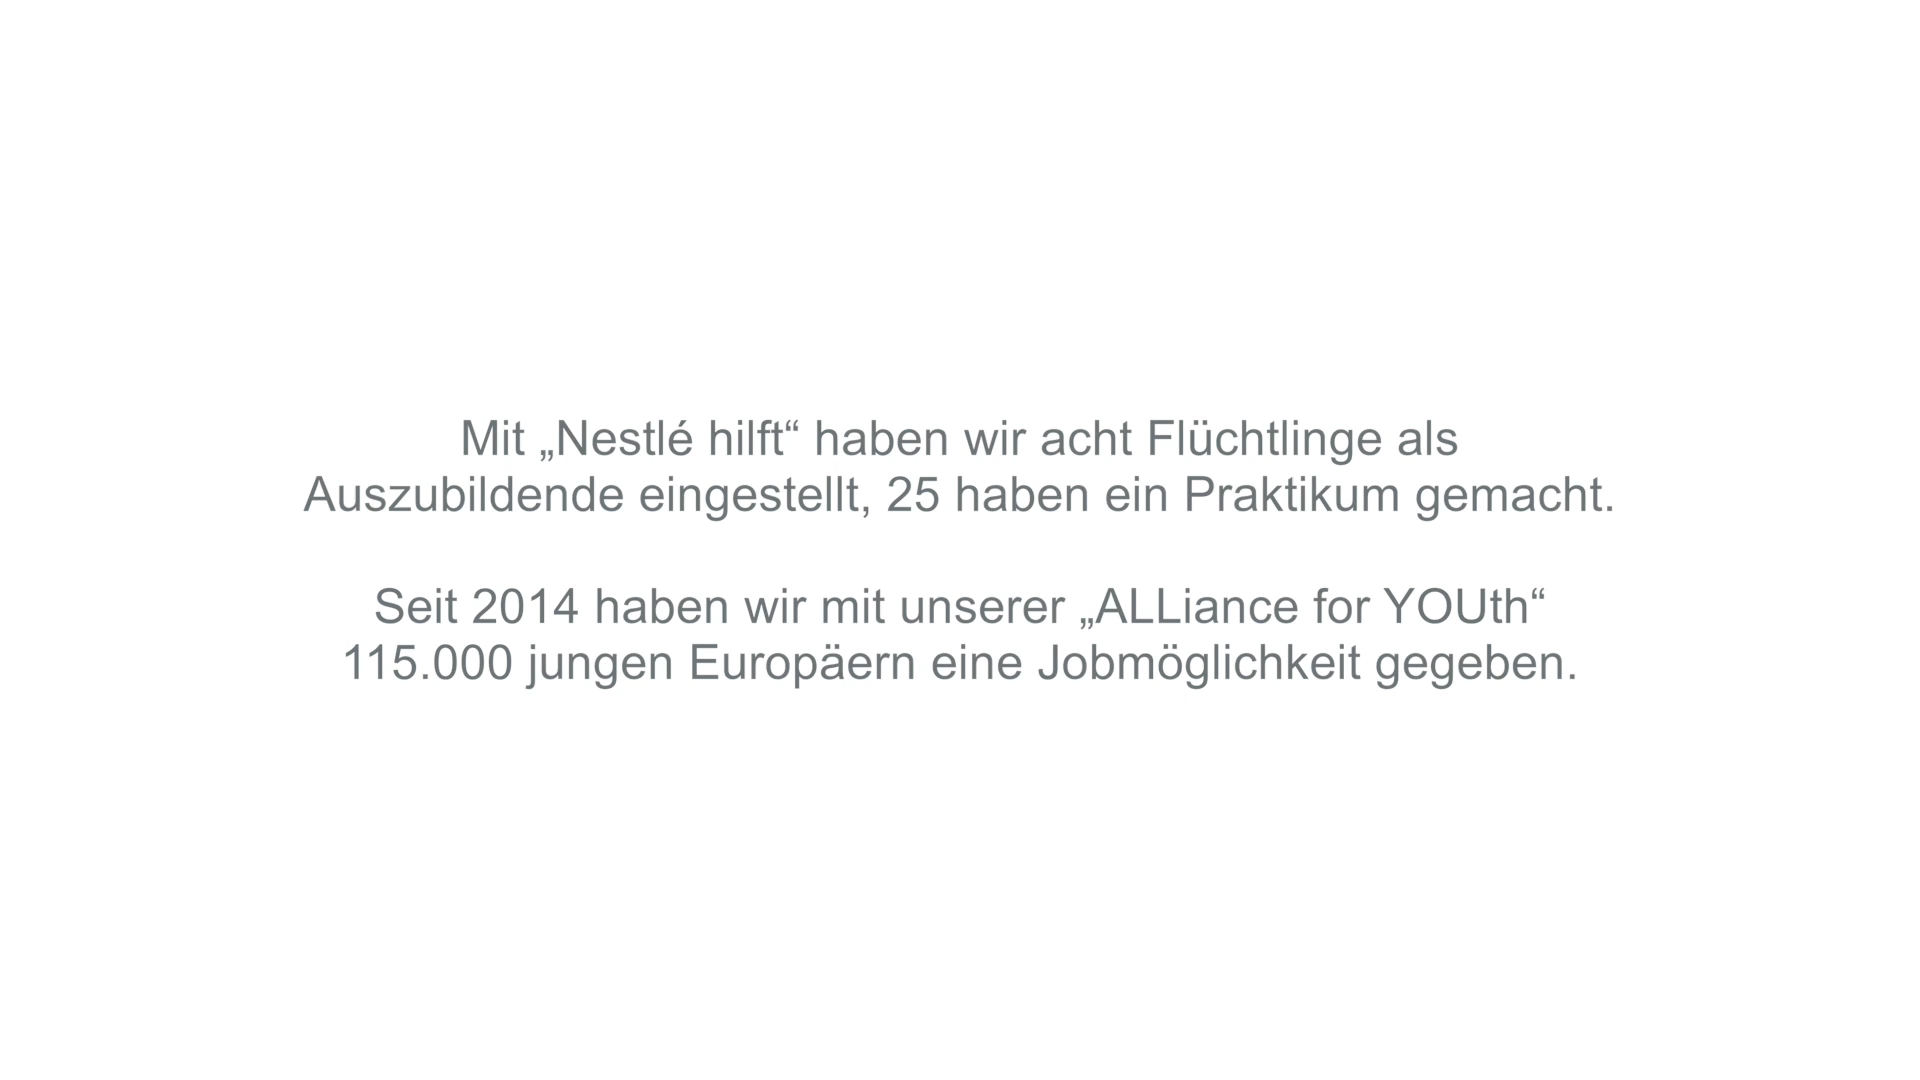 Mit „Nestlé hilft“ haben wir acht Flüchtlinge als
Auszubildende eingestellt, 25 haben ein Praktikum gemacht.
Seit 2014 haben wir mit unserer „ALLiance for YOUth“
115.000 jungen Europäern eine Jobmöglichkeit gegeben.